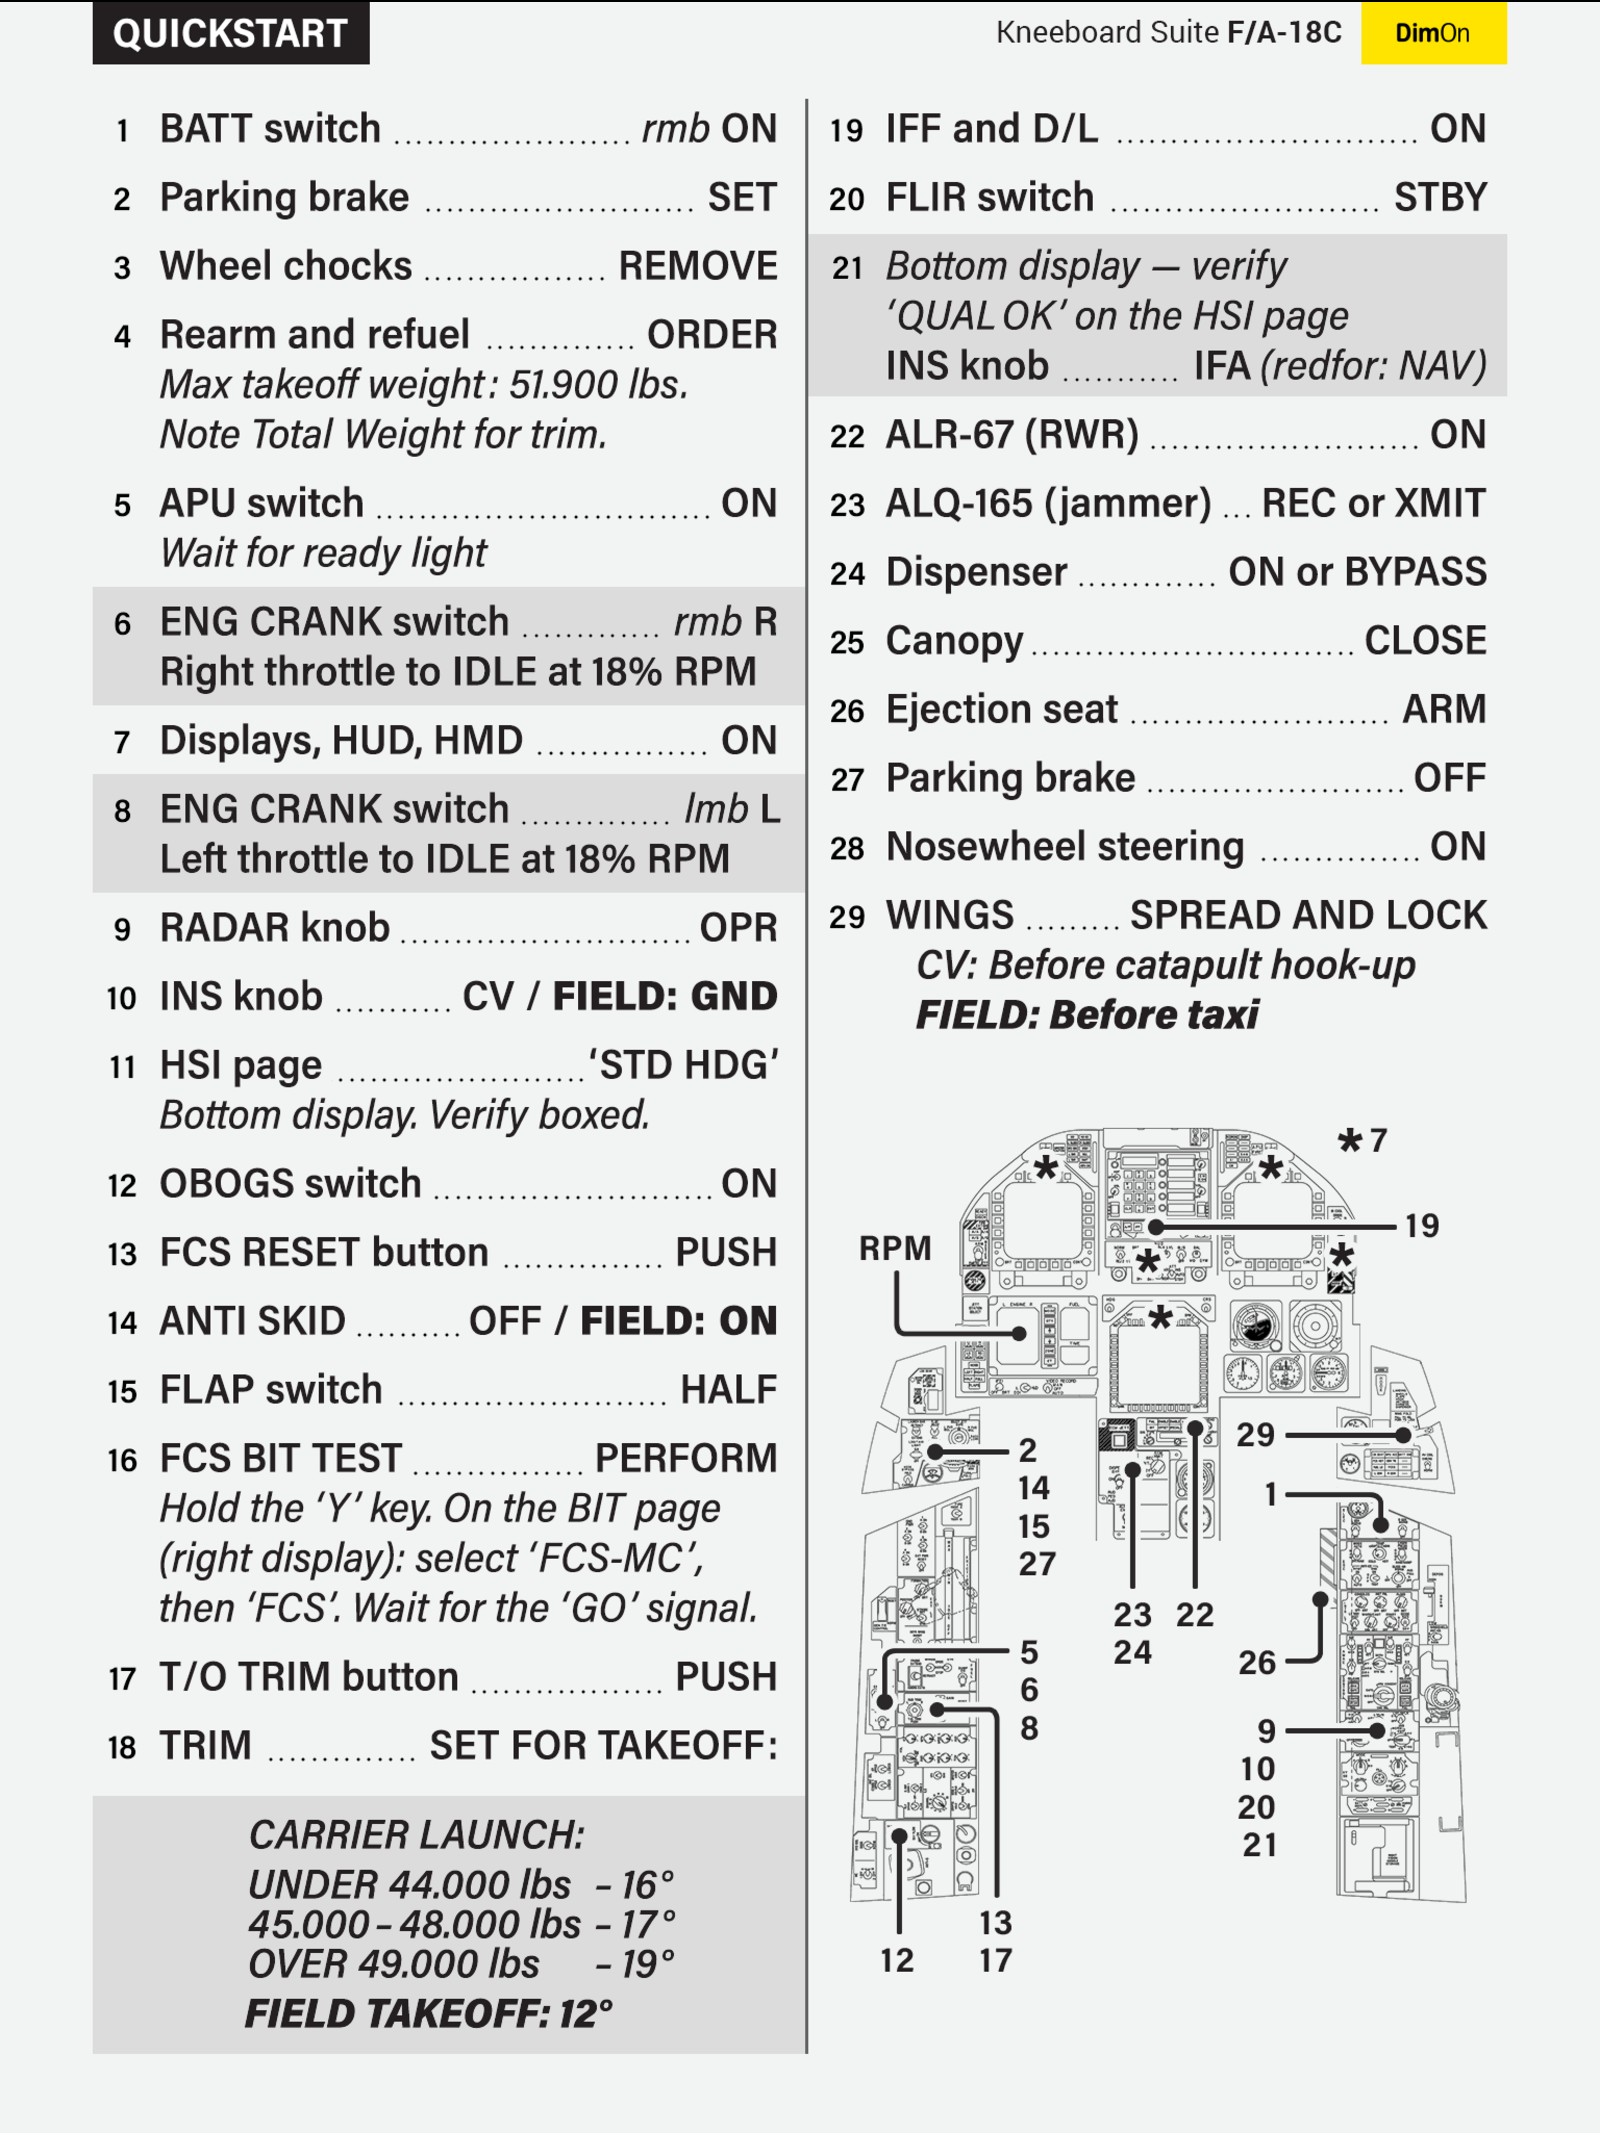 QUICKSTART
Kneeboard Suite F/A-18C
DimOn
1 BATT switch ...................... rmb ON
2 Parking brake ......................... SET
3 Wheel chocks ................. REMOVE
4 Rearm and refuel .............. ORDER
Max takeoff weight: 51.900 lbs.
Note Total Weight for trim.
5 APU switch ............................... ON
Wait for ready light
6 ENG CRANK switch ............. rmb R
Right throttle to IDLE at 18% RPM
7 Displays, HUD, HMD ................ ON
8 ENG CRANK switch .............. lmb L
Left throttle to IDLE at 18% RPM
9 RADAR knob ........................... OPR
10 INS knob ........... CV / FIELD: GND
11 HSI page .......................'STD HDG'
Bottom display. Verify boxed.
12 OBOGS switch .......................... ON
13 FCS RESET button ............... PUSH
14 ANTI SKID .......... OFF / FIELD: ON
15 FLAP switch ......................... HALF
16 FCS BIT TEST ................ PERFORM
Hold the 'Y' key. On the BIT page
(right display): select 'FCS-MC',
then 'FCS'. Wait for the 'GO' signal.
17 T/O TRIM button .................. PUSH
18 TRIM .............. SET FOR TAKEOFF:
CARRIER LAUNCH:
UNDER 44.000 lbs – 16°
45.000 – 48.000 lbs – 17°
OVER 49.000 lbs – 19°
FIELD TAKEOFF: 12°
19 IFF and D/L ............................ ON
20 FLIR switch ......................... STBY
21 Bottom display — verify
'QUAL OK' on the HSI page
INS knob ........... IFA (redfor: NAV)
22 ALR-67 (RWR) ......................... ON
23 ALQ-165 (jammer) ... REC or XMIT
24 Dispenser ............. ON or BYPASS
25 Canopy .............................. CLOSE
26 Ejection seat ........................ ARM
27 Parking brake ........................ OFF
28 Nosewheel steering ............... ON
29 WINGS ......... SPREAD AND LOCK
CV: Before catapult hook-up
FIELD: Before taxi
* 7
*
*
19
RPM
*
*
*
2
14
15
27
29
1
23
24
22
26
5
6
8
9
10
20
21
12
13
17